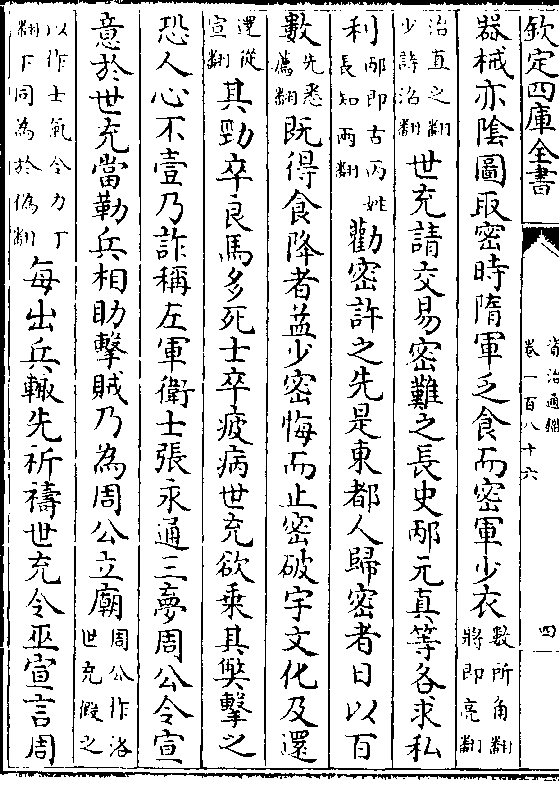 欽定四庫全書
資治通鑑
卷一百八十六
四
器械亦陰圖取密時隋軍乏食而密軍少衣數所角翻將即亮翻
治直之翻少詩沼翻世充請交易密難之長史邴元真等各求私
利邴即古丙姓長知兩翻勸密許之先是東都人歸密者日以百
數先悉薦翻既得食降者益少密悔而止密破宇文化及還
還從宣翻其勁卒良馬多死士卒疲病世充欲乘其獘擊之
恐人心不壹乃詐稱左軍衛士張永通三夢周公令宣
意於世充當勒兵相助擊賊乃為周公立廟周公作洛世充假之
以作士氣令力丁翻下同為於偽翻每出兵輙先祈禱世充令巫宣言周